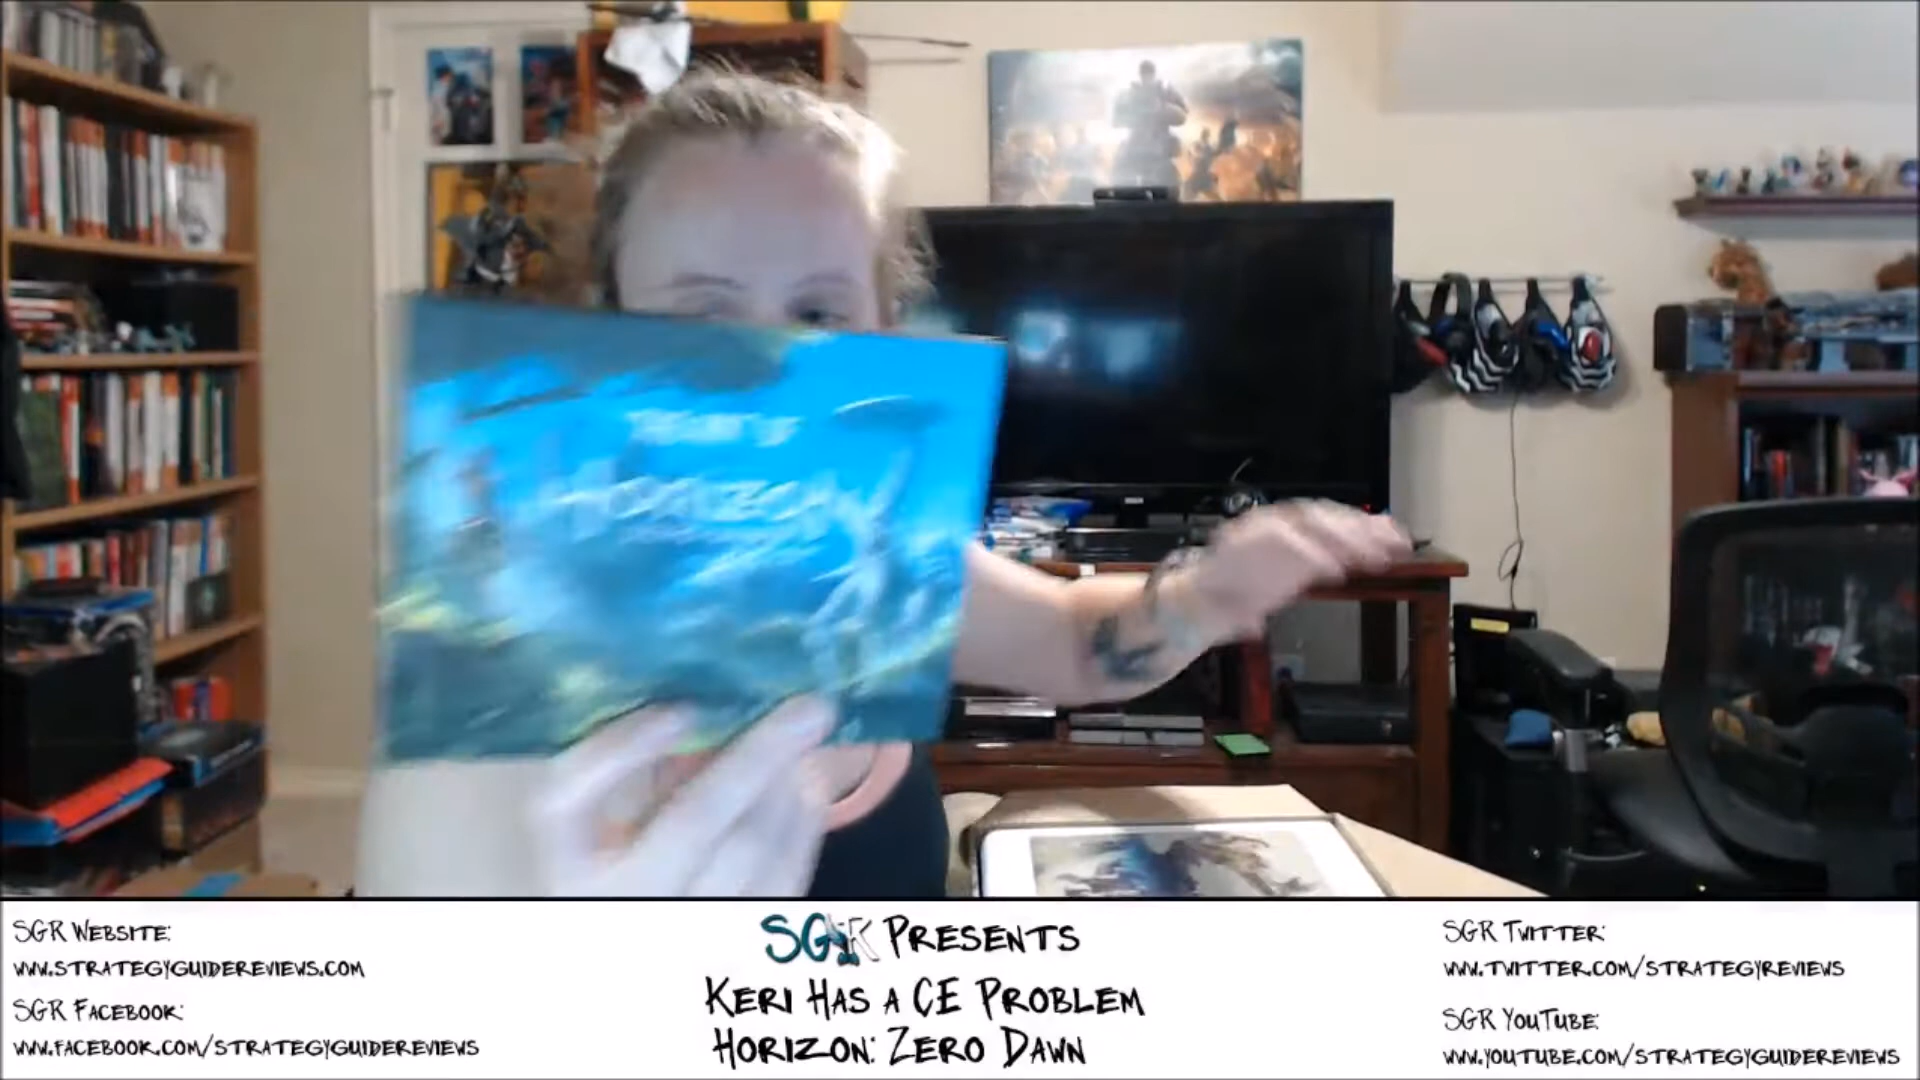 HORIZON
SGR WEBSITE:
WWW.STRATEGYGUIDEREVIEWS.COM
SGR FACEBOOK:
WWW.FACEBOOK.COM/STRATEGYGUIDEREVIEWS
SGR PRESENTS
KERI HAS A CE PROBLEM
HORIZON: ZERO DAWN
SGR TWITTER:
WWW.TWITTER.COM/STRATEGYREVIEWS
SGR YOUTUBE:
WWW.YOUTUBE.COM/STRATEGYGUIDEREVIEWS